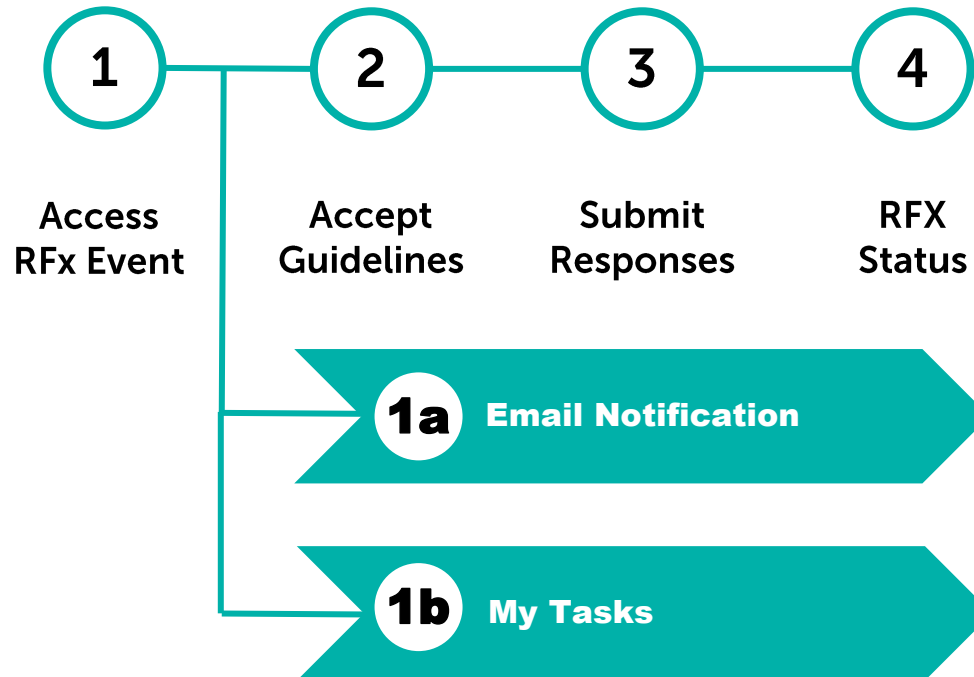 1
2
3
4
Access
RFx Event
Accept
Guidelines
Submit
Responses
RFX
Status
1a
Email Notification
1b
My Tasks